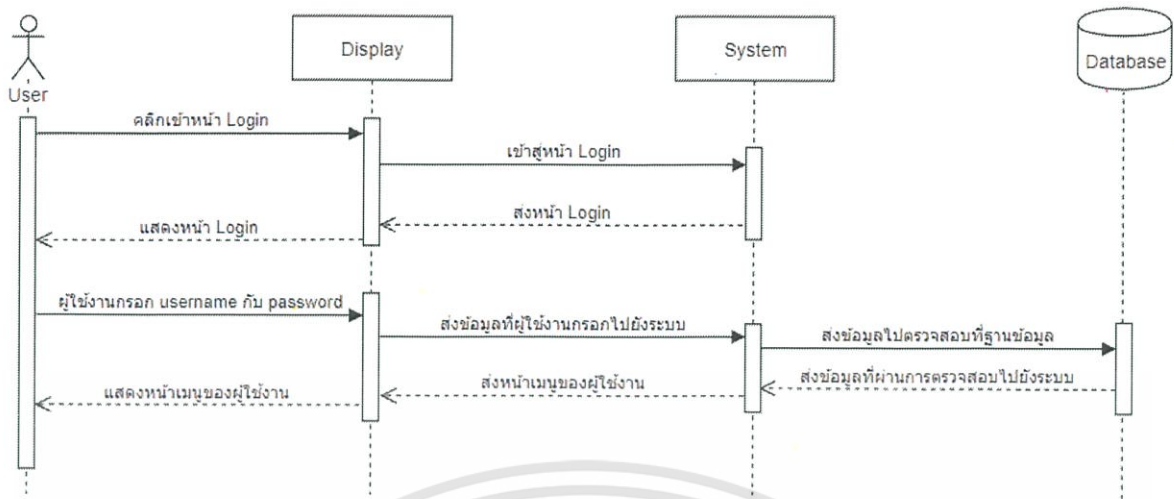 User
Display
System
Database
คลิกเข้าหน้า Login
เข้าสู่หน้า Login
ส่งหน้า Login
แสดงหน้า Login
ผู้ใช้งานกรอก username กับ password
ส่งข้อมูลที่ผู้ใช้งานกรอกไปยังระบบ
ส่งข้อมูลไปตรวจสอบที่ฐานข้อมูล
ส่งข้อมูลที่ผ่านการตรวจสอบไปยังระบบ
ส่งหน้าเมนูของผู้ใช้งาน
แสดงหน้าเมนูของผู้ใช้งาน